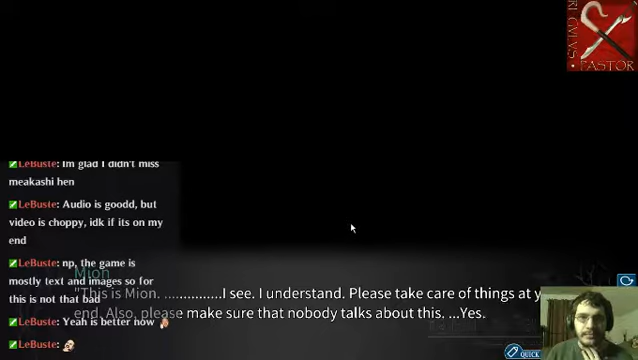 PASTOR
LeBuste: Im glad I didn't miss
meakashi hen
LeBuste: Audio is goodd, but
video is choppy, idk if its on my
end
LeBuste: np, the game is
mostly text and images so for
this is not that bad
LeBuste: Yeah is better now
LeBuste:
Mion
"This is Mion. ...............I see. I understand. Please take care of things at
end. Also, please make sure that nobody talks about this. ...Yes.
QUICK